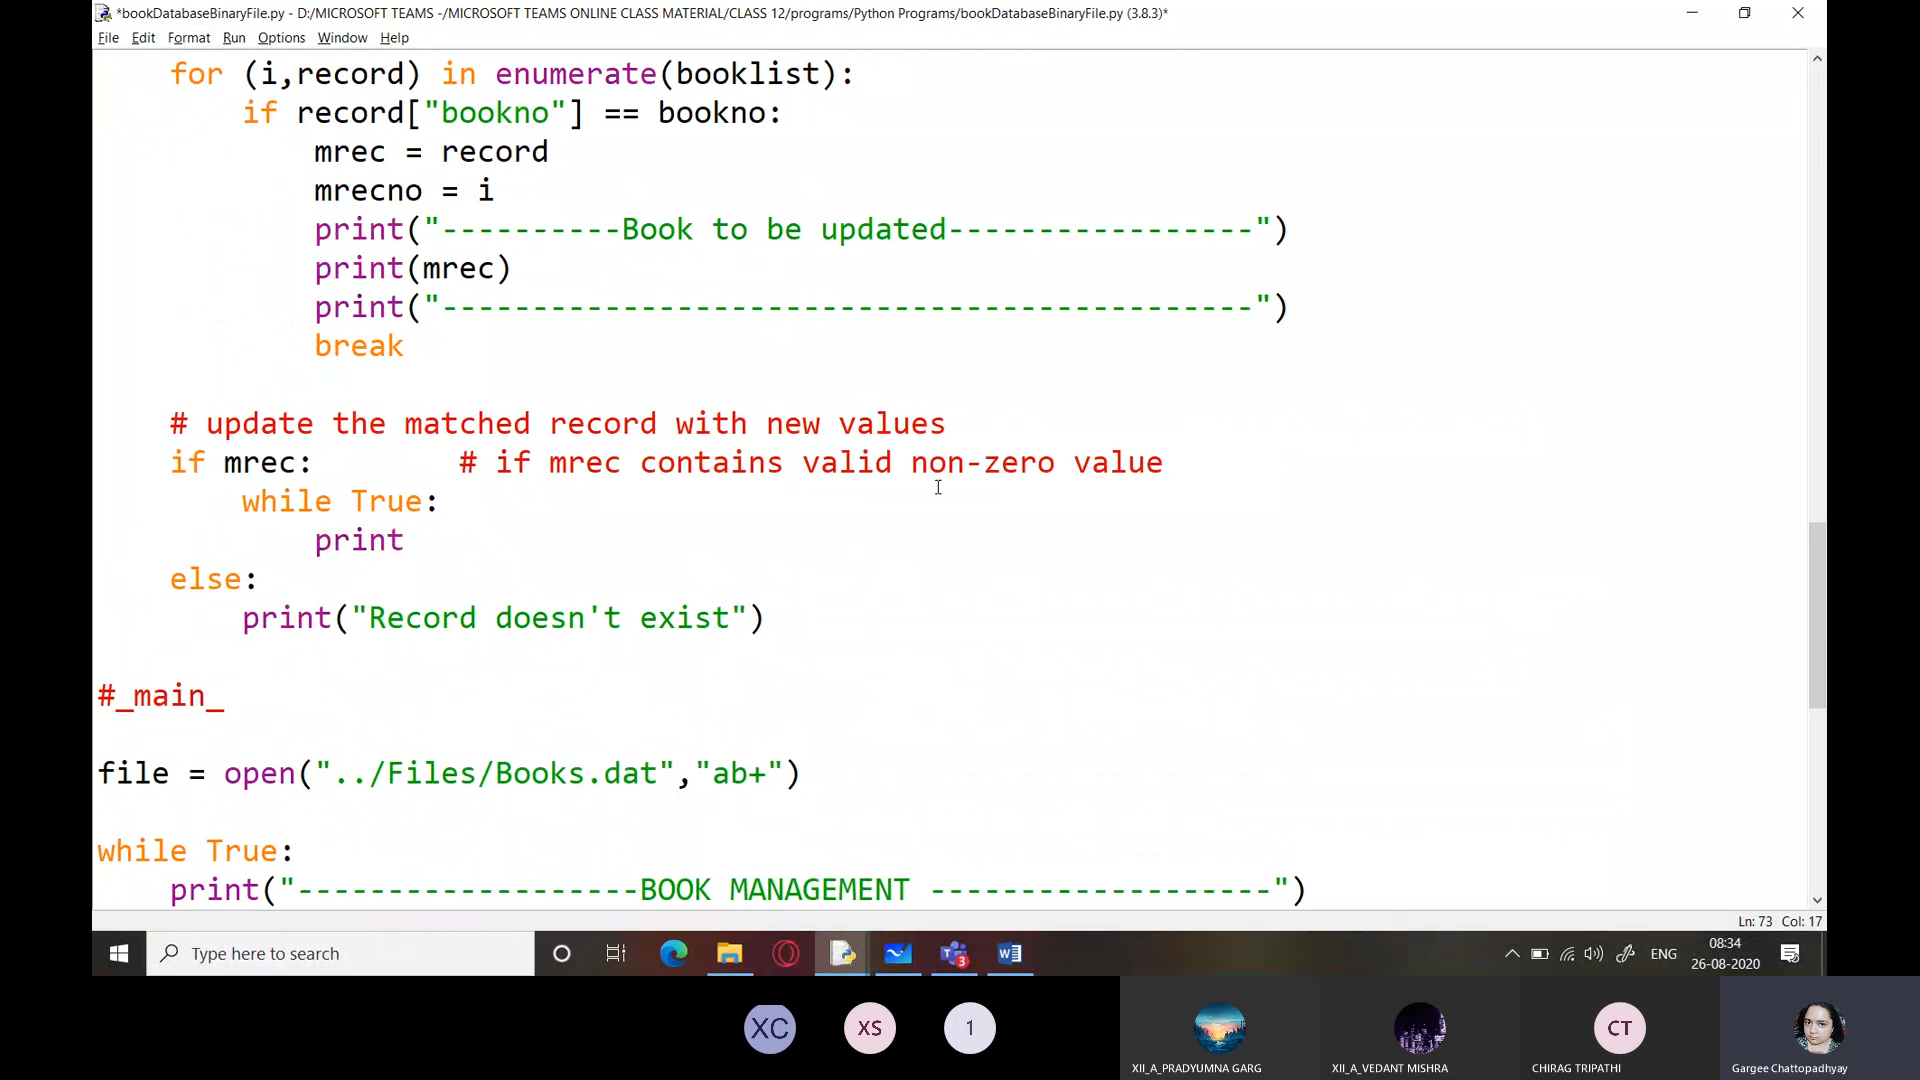 *bookDatabaseBinaryFile.py - D:/MICROSOFT TEAMS -/MICROSOFT TEAMS ONLINE CLASS MATERIAL/CLASS 12/programs/Python Programs/bookDatabaseBinaryFile.py (3.8.3)*
File Edit Format Run Options Window Help
for (i,record) in enumerate(booklist):
if record["bookno"] == bookno:
mrec = record
mrecno = i
print("----------Book to be updated-----------------")
print(mrec)
print("---------------------------------------------")
break
# update the matched record with new values
if mrec: # if mrec contains valid non-zero value
while True:
print
else:
print("Record doesn't exist")
#_main_
file = open("../Files/Books.dat","ab+")
while True:
print("-------------------BOOK MANAGEMENT -------------------")
Ln: 73 Col: 17
Type here to search
3
ENG
08:34
26-08-2020
XC XS 1 CT
XII_A_PRADYUMNA GARG XII_A_VEDANT MISHRA CHIRAG TRIPATHI Gargee Chattopadhyay